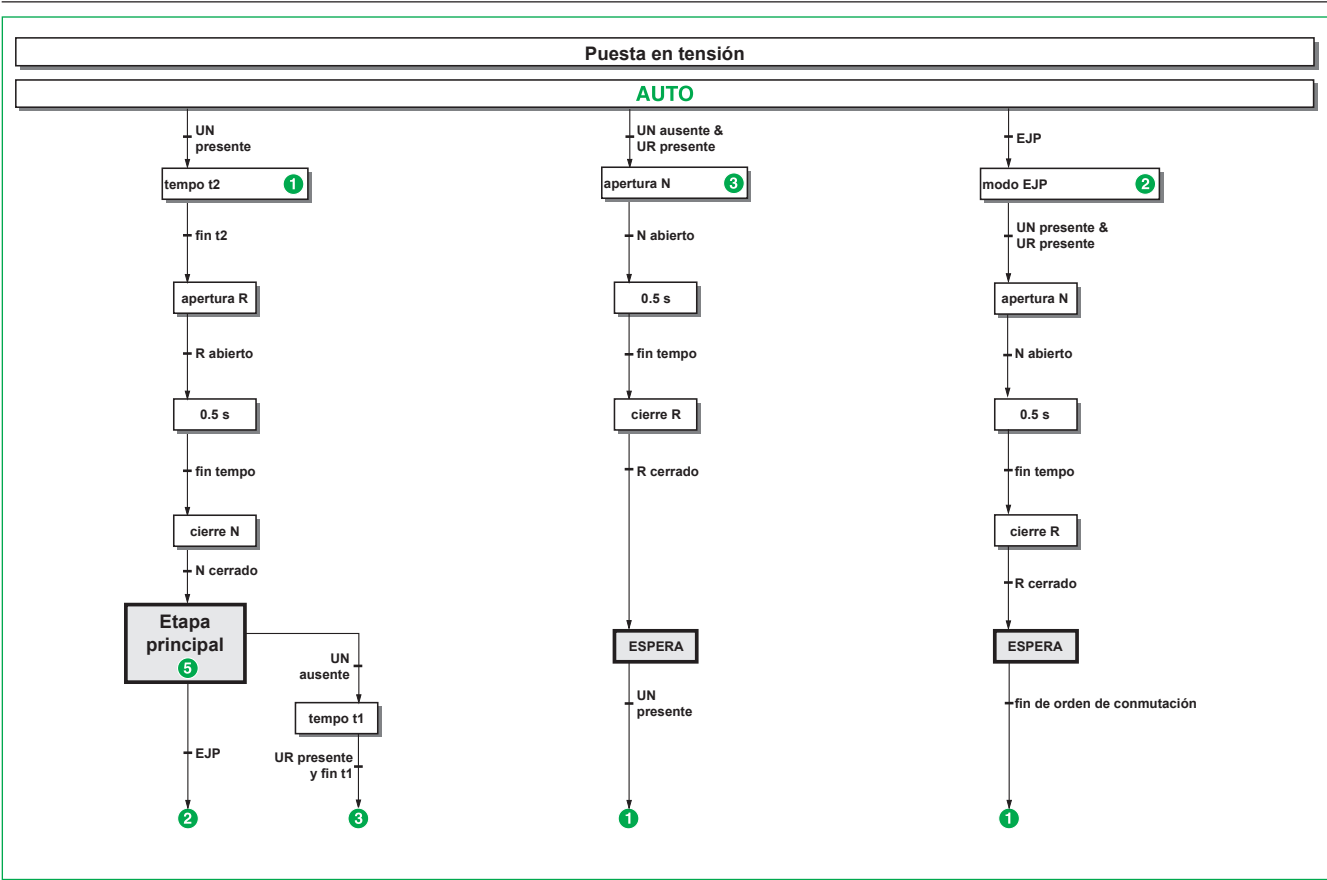 Puesta en tensión
AUTO
UN
presente
tempo t2
1
fin t2
apertura R
R abierto
0.5 s
fin tempo
cierre N
N cerrado
Etapa
principal
5
UN
ausente
tempo t1
EJP
UR presente
y fin t1
2
3
UN ausente &
UR presente
apertura N
3
N abierto
0.5 s
fin tempo
cierre R
R cerrado
ESPERA
UN
presente
1
EJP
modo EJP
2
UN presente &
UR presente
apertura N
N abierto
0.5 s
fin tempo
cierre R
R cerrado
ESPERA
fin de orden de conmutación
1